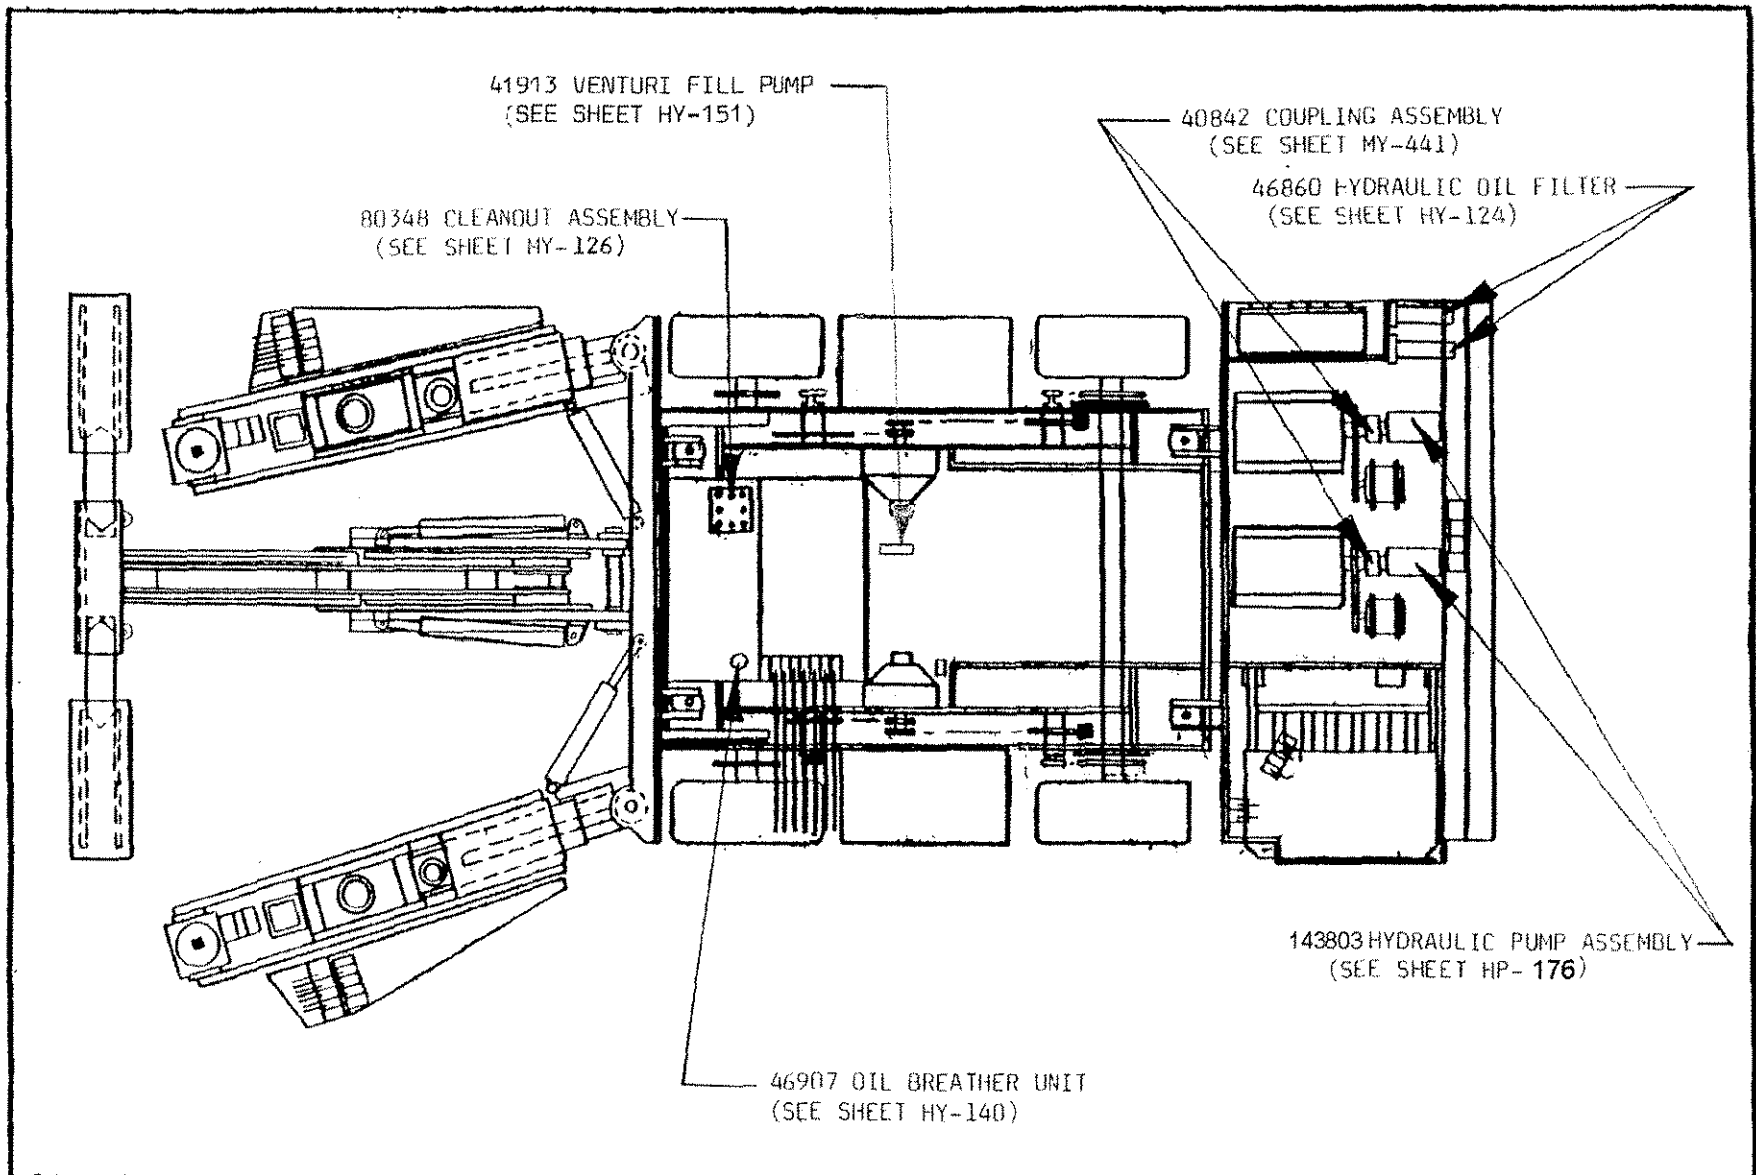 41913 VENTURI FILL PUMP
(SEE SHEET HY-151)
40842 COUPLING ASSEMBLY
(SEE SHEET MY-441)
46860 HYDRAULIC OIL FILTER
(SEE SHEET HY-124)
80348 CLEANOUT ASSEMBLY
(SEE SHEET MY-126)
143803 HYDRAULIC PUMP ASSEMBLY
(SEE SHEET HP-176)
46907 OIL BREATHER UNIT
(SEE SHEET HY-140)